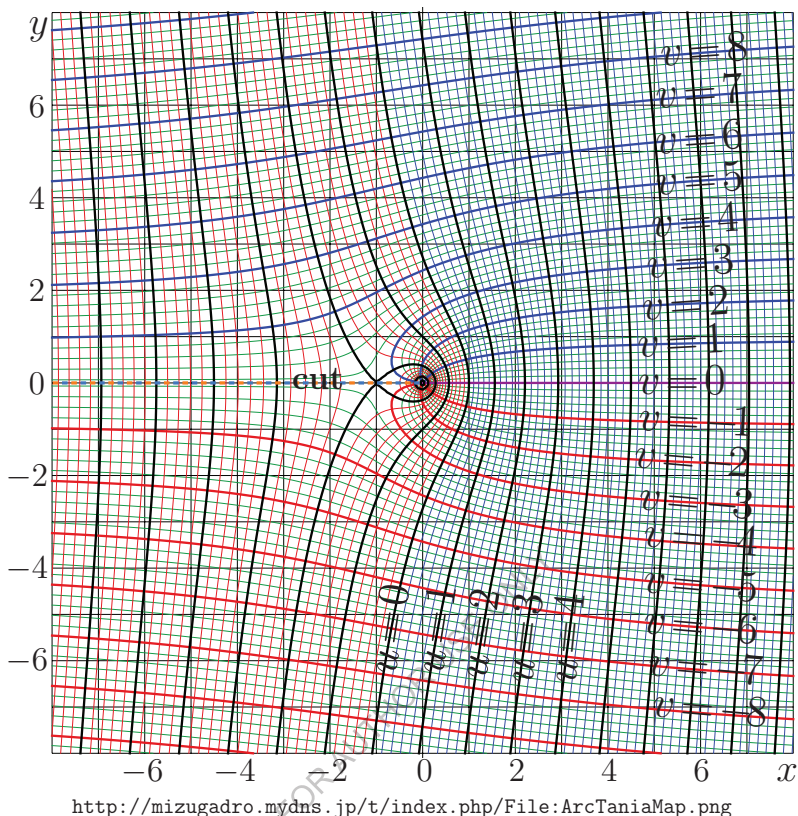 y
v=8
v=7
6
v=6
v=5
4
v=4
v=3
2
v=2
v=1
0
cut
v=0
v=-1
-2
v=-2
v=-3
-4
v=-4
v=-5
-6
v=-6
v=-7
v=-8
u=0
u=1
u=2
u=3
u=4
-6 -4 -2 0 2 4 6 x
http://mizugadro.mydns.jp/t/index.php/File:ArcTaniaMap.png
FOR